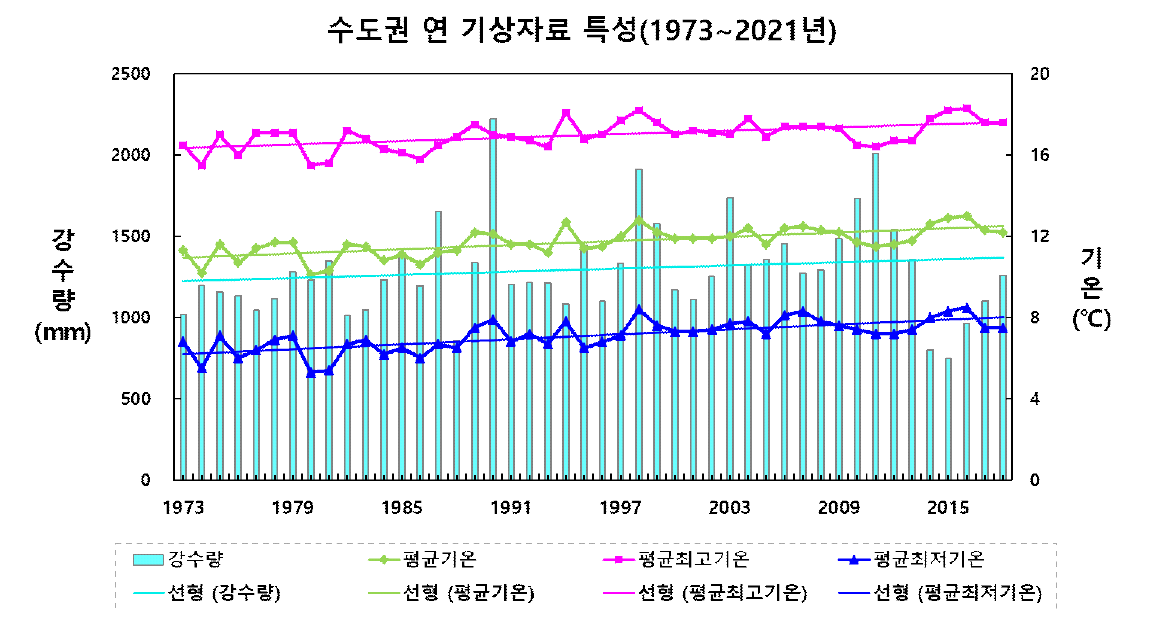 수도권 연 기상자료 특성(1973~2021년)
2500
2000
1500
1000
500
0
강수량
(mm)
20
16
12
8
4
0
기온
(℃)
1973 1979 1985 1991 1997 2003 2009 2015
강수량 평균기온 평균최고기온 평균최저기온
선형 (강수량) 선형 (평균기온) 선형 (평균최고기온) 선형 (평균최저기온)